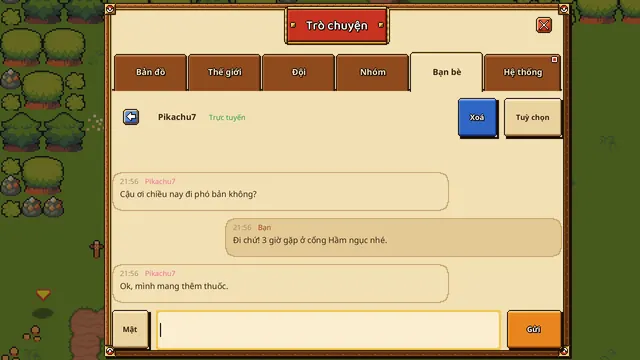 Trò chuyện
Bản đồ
Thế giới
Đội
Nhóm
Bạn bè
Hệ thống
Pikachu7 Trực tuyến
Xoá
Tuỳ chọn
21:56 Pikachu7
Cậu ơi chiều nay đi phó bản không?
21:56 Bạn
Đi chứ! 3 giờ gặp ở cổng Hầm ngục nhé.
21:56 Pikachu7
Ok, mình mang thêm thuốc.
Mặt
Gửi